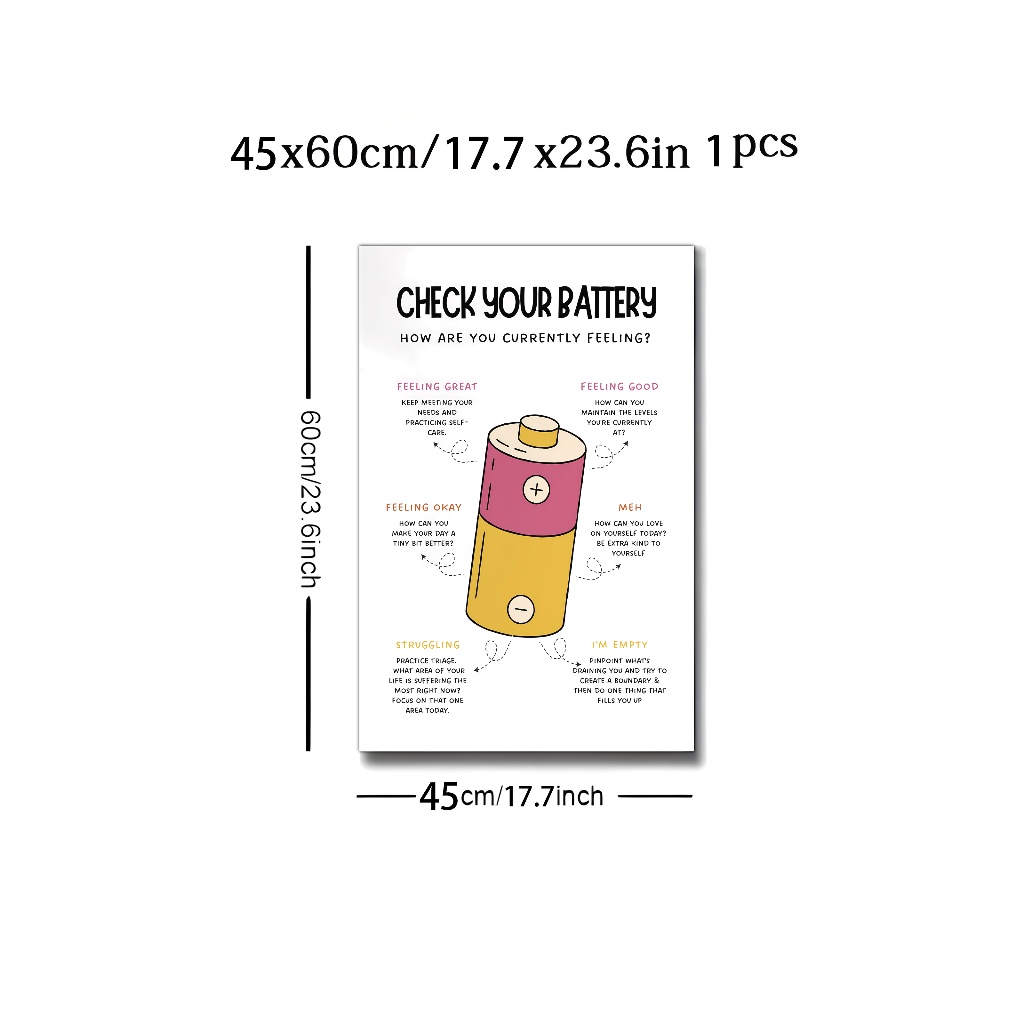 45x60cm/17.7 x23.6in 1pcs
CHECK YOUR BATTERY
HOW ARE YOU CURRENTLY FEELING?
FEELING GREAT
KEEP MEETING YOUR
NEEDS AND
PRACTICING SELF-
CARE.
FEELING GOOD
HOW CAN YOU
MAINTAIN THE LEVELS
YOU'RE CURRENTLY
AT?
+
FEELING OKAY
HOW CAN YOU
MAKE YOUR DAY A
TINY BIT BETTER?
MEH
HOW CAN YOU LOVE
ON YOURSELF TODAY?
BE EXTRA KIND TO
YOURSELF
-
STRUGGLING
PRACTICE TRIAGE.
WHAT AREA OF YOUR
LIFE IS SUFFERING THE
MOST RIGHT NOW?
FOCUS ON THAT ONE
AREA TODAY.
I'M EMPTY
PINPOINT WHAT'S
DRAINING YOU AND TRY TO
CREATE A BOUNDARY &
THEN DO ONE THING THAT
FILLS YOU UP
60cm/23.6inch
45cm/17.7inch